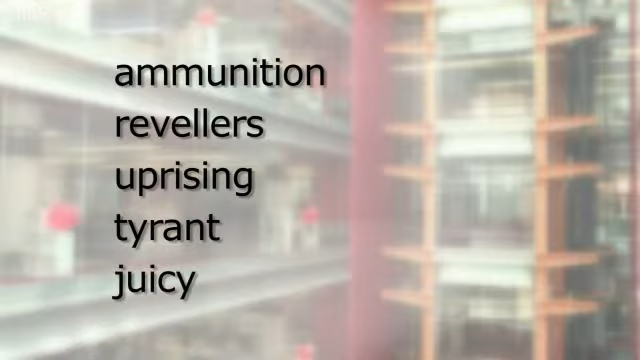 ammunition
revellers
uprising
tyrant
juicy